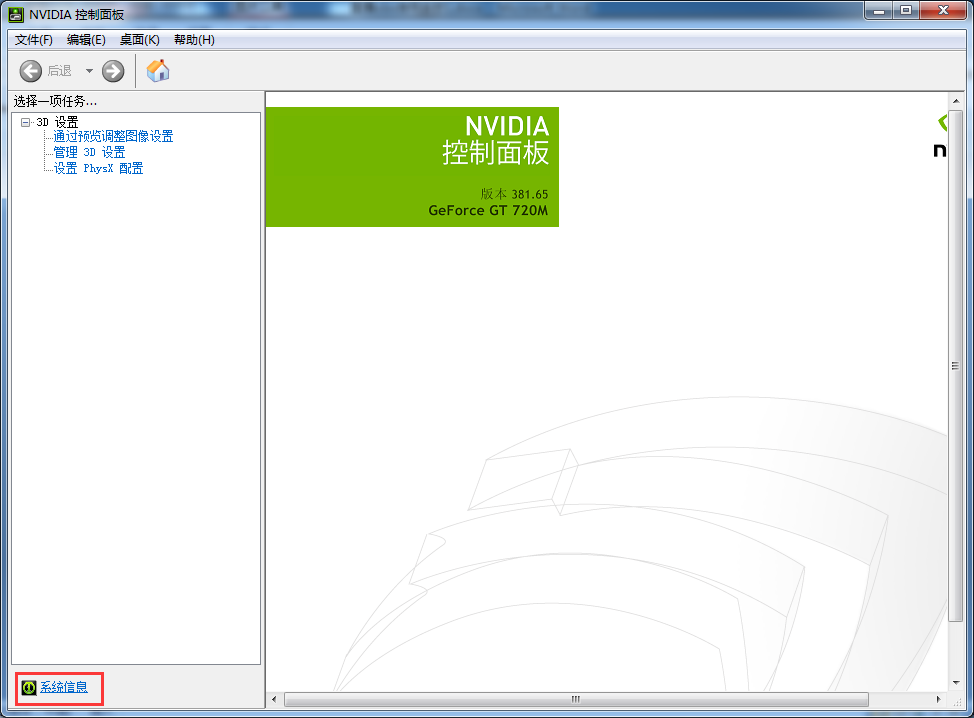 NVIDIA 控制面板
文件(F) 编辑(E) 桌面(K) 帮助(H)
后退
选择一项任务...
3D 设置
通过预览调整图像设置
管理 3D 设置
设置 PhysX 配置
NVIDIA
控制面板
版本 381.65
GeForce GT 720M
n
系统信息